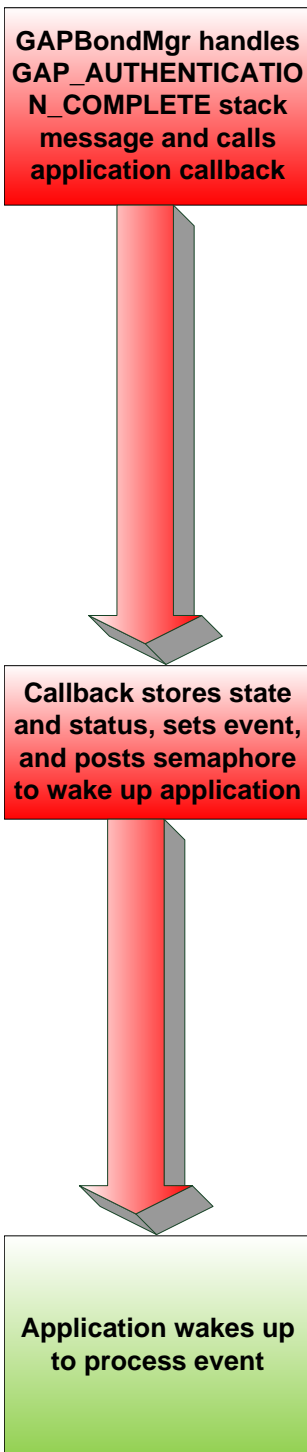 GAPBondMgr handles
GAP_AUTHENTICATIO
N_COMPLETE stack
message and calls
application callback
Callback stores state
and status, sets event,
and posts semaphore
to wake up application
Application wakes up
to process event